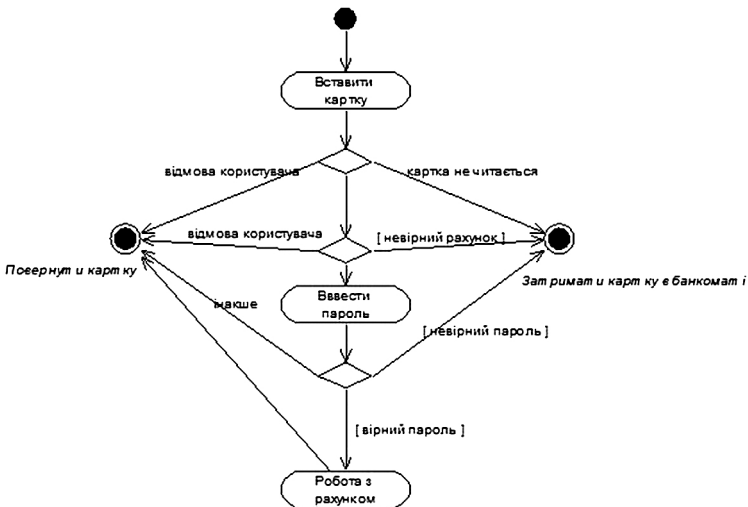 Вставити
картку
відмова користувача
картка не читається
відмова користувача
[ невірний рахунок ]
Повернути картку
Затримати картку в банкоматі
Вввести
пароль
інакше
[ невірний пароль ]
[ вірний пароль ]
Робота з
рахунком